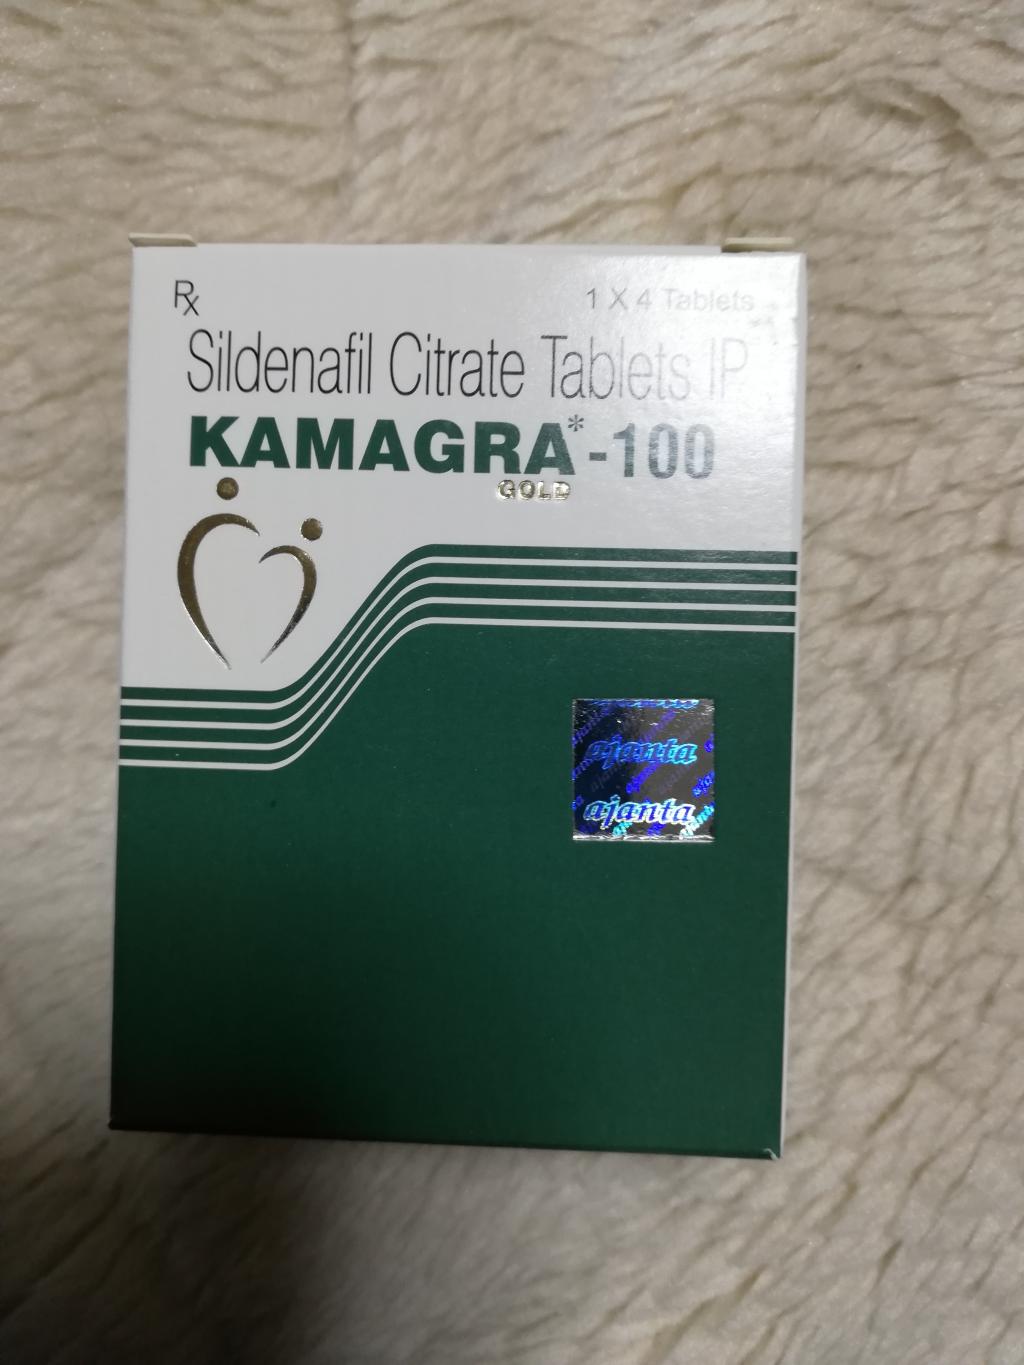 Rx
1 X 4 Tablets
Sildenafil Citrate Tablets IP
KAMAGRA*-100
GOLD
ajanta
ajanta